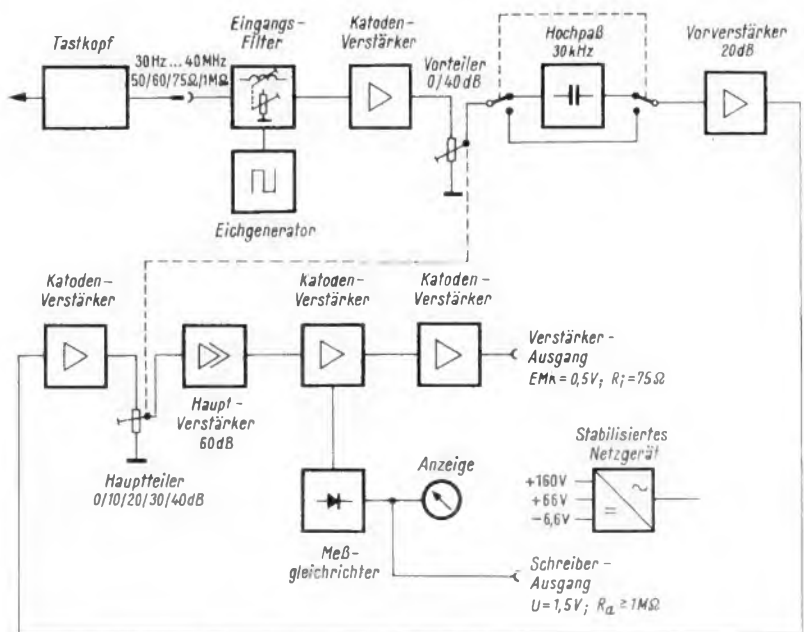 Tastkopf
30Hz ... 40MHz
50/60/75Ω/1MΩ
Eingangs-
Filter
Katoden-
Verstärker
Vorteiler
0/40dB
Hochpaß
30kHz
Vorverstärker
20dB
Eichgenerator
Katoden-
Verstärker
Katoden-
Verstärker
Katoden-
Verstärker
Verstärker-
Ausgang
EMK = 0,5V; Ri = 75Ω
Haupt-
Verstärker
60dB
Hauptteiler
0/10/20/30/40dB
Anzeige
Stabilisiertes
Netzgerät
+160V
+66V
−6,6V
Meß-
gleichrichter
Schreiber-
Ausgang
U = 1,5V; Ra ≥ 1MΩ